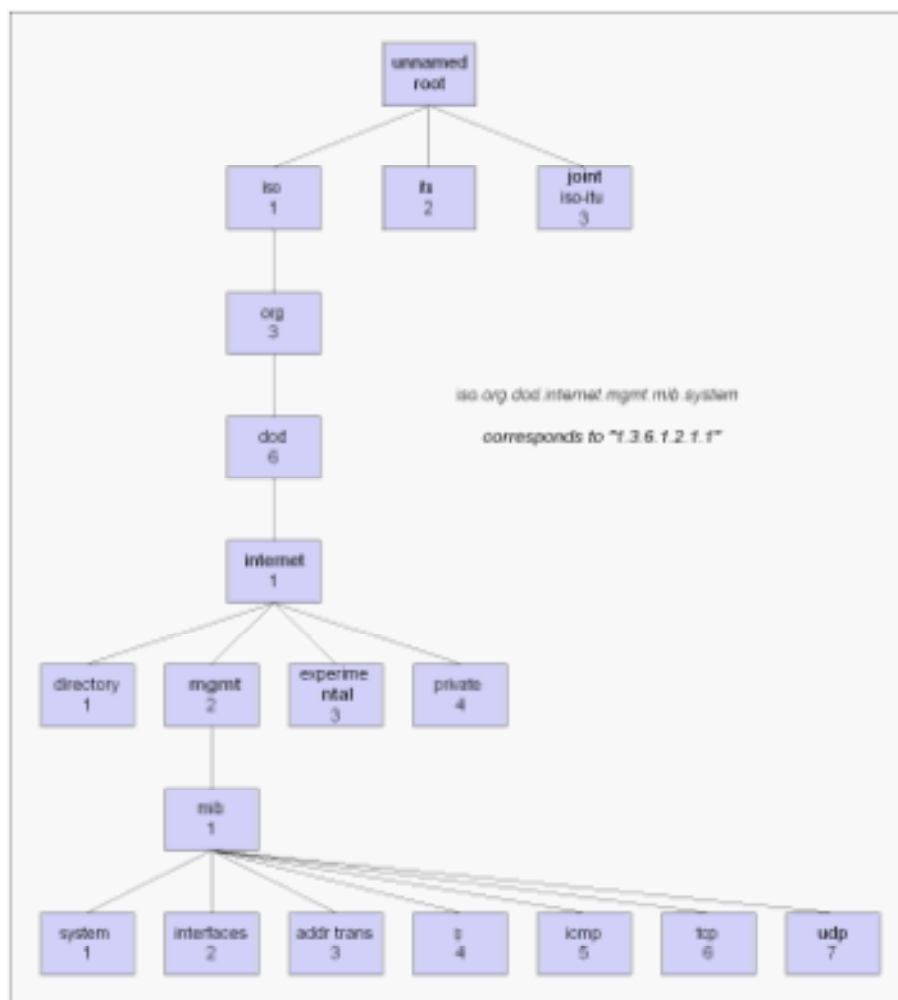 unnamed
root
iso
1
itu
2
joint
iso-itu
3
org
3
iso.org.dod.internet.mgmt.mib.system
dod
6
corresponds to "1.3.6.1.2.1.1"
internet
1
directory
1
mgmt
2
experime
ntal
3
private
4
mib
1
system
1
interfaces
2
addr trans
3
4
icmp
5
tcp
6
udp
7